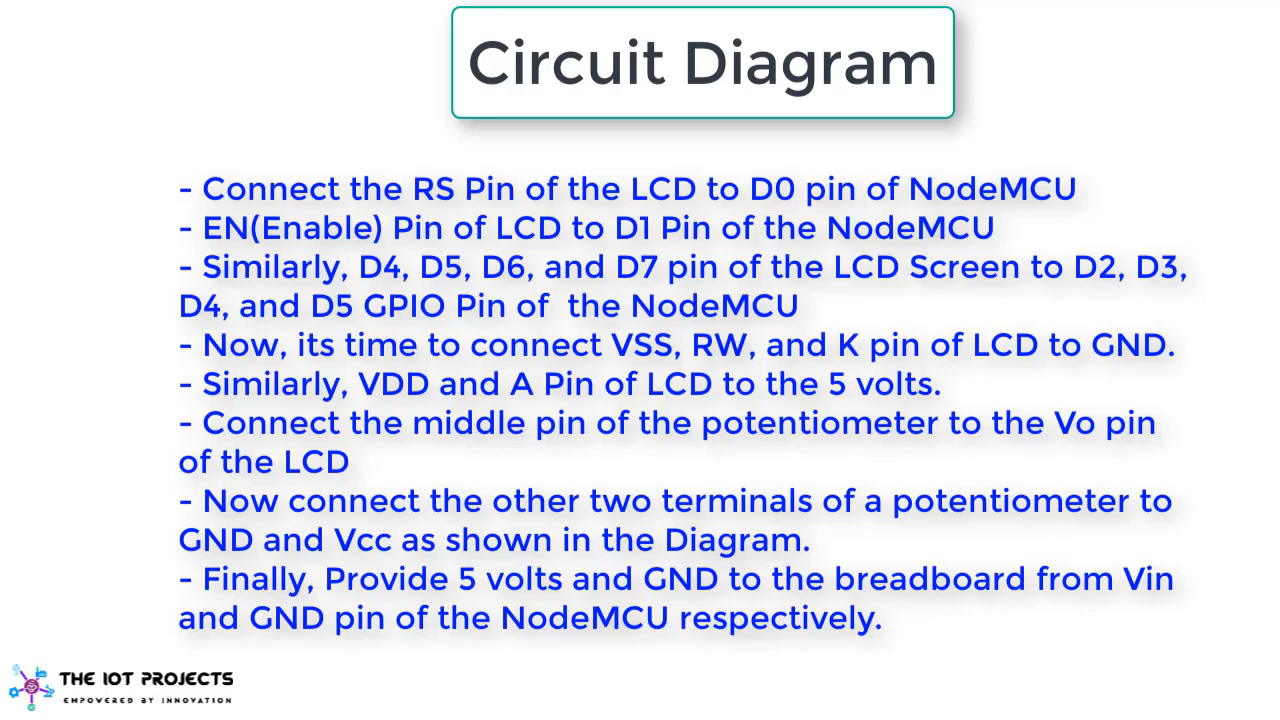 Circuit Diagram
- Connect the RS Pin of the LCD to D0 pin of NodeMCU
- EN(Enable) Pin of LCD to D1 Pin of the NodeMCU
- Similarly, D4, D5, D6, and D7 pin of the LCD Screen to D2, D3,
D4, and D5 GPIO Pin of  the NodeMCU
- Now, its time to connect VSS, RW, and K pin of LCD to GND.
- Similarly, VDD and A Pin of LCD to the 5 volts.
- Connect the middle pin of the potentiometer to the Vo pin
of the LCD
- Now connect the other two terminals of a potentiometer to
GND and Vcc as shown in the Diagram.
- Finally, Provide 5 volts and GND to the breadboard from Vin
and GND pin of the NodeMCU respectively.
THE IOT PROJECTS
EMPOWERED BY INNOVATION